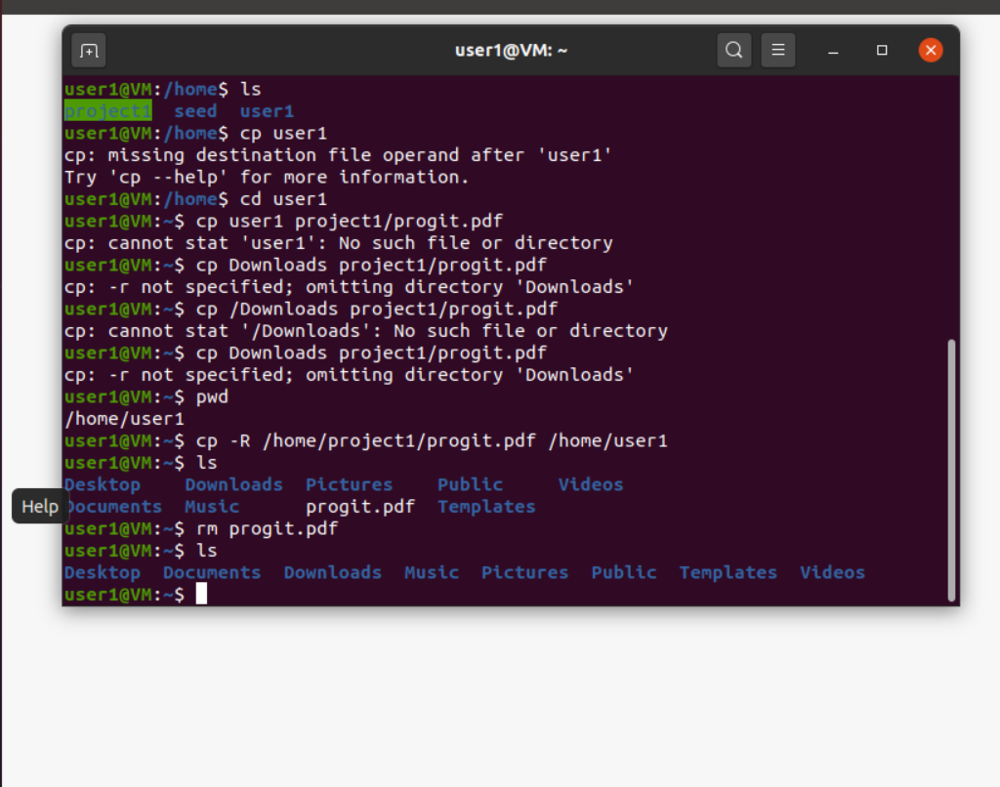 user1@VM: ~
user1@VM:/home$ ls
project1  seed  user1
user1@VM:/home$ cp user1
cp: missing destination file operand after 'user1'
Try 'cp --help' for more information.
user1@VM:/home$ cd user1
user1@VM:~$ cp user1 project1/progit.pdf
cp: cannot stat 'user1': No such file or directory
user1@VM:~$ cp Downloads project1/progit.pdf
cp: -r not specified; omitting directory 'Downloads'
user1@VM:~$ cp /Downloads project1/progit.pdf
cp: cannot stat '/Downloads': No such file or directory
user1@VM:~$ cp Downloads project1/progit.pdf
cp: -r not specified; omitting directory 'Downloads'
user1@VM:~$ pwd
/home/user1
user1@VM:~$ cp -R /home/project1/progit.pdf /home/user1
user1@VM:~$ ls
Desktop    Downloads  Pictures    Public     Videos
Help
Documents  Music      progit.pdf  Templates
user1@VM:~$ rm progit.pdf
user1@VM:~$ ls
Desktop  Documents  Downloads  Music  Pictures  Public  Templates  Videos
user1@VM:~$